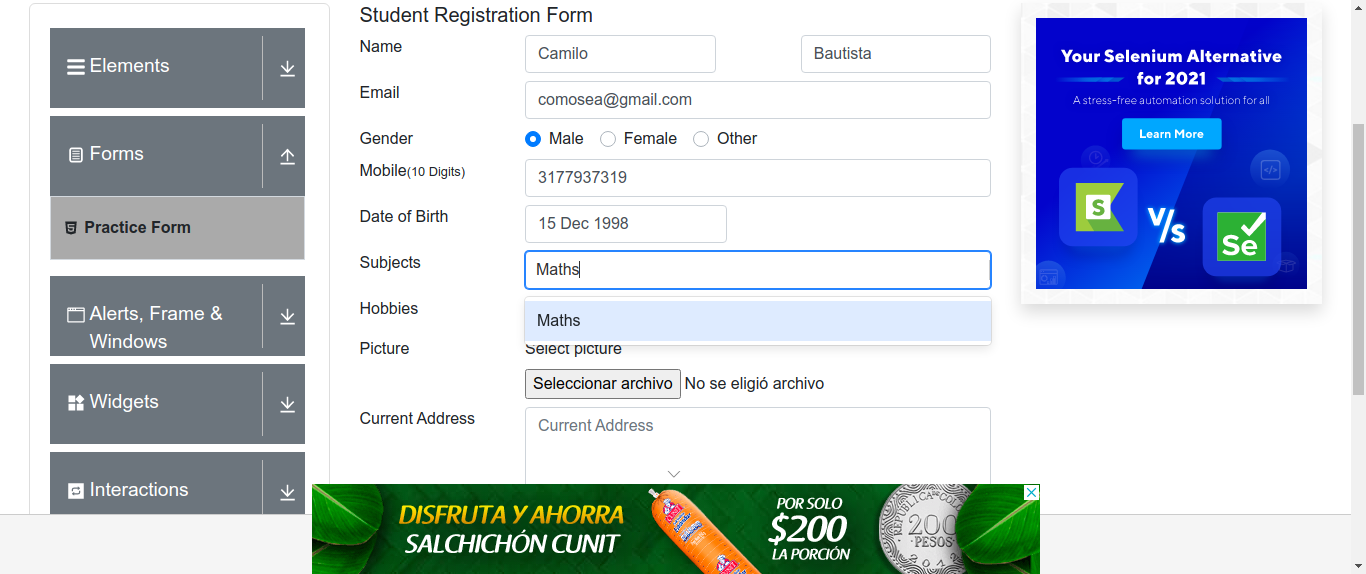 Student Registration Form
Elements
Forms
Practice Form
Alerts, Frame &
Windows
Widgets
Interactions
Name
Camilo
Bautista
Email
comosea@gmail.com
Gender
Male
Female
Other
Mobile(10 Digits)
3177937319
Date of Birth
15 Dec 1998
Subjects
Maths
Hobbies
Maths
Picture
Select picture
Seleccionar archivo No se eligió archivo
Current Address
Current Address
Your Selenium Alternative
for 2021
A stress-free automation solution for all
Learn More
S
V/s
Se
DISFRUTA Y AHORRA
SALCHICHÓN CUNIT
POR SOLO
$200
LA PORCIÓN
200
PESOS